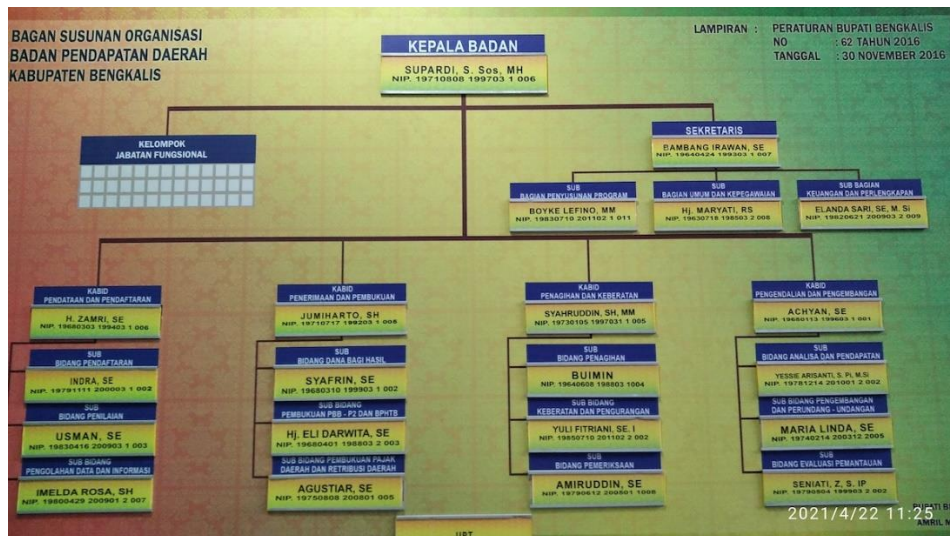 BAGAN SUSUNAN ORGANISASI
BADAN PENDAPATAN DAERAH
KABUPATEN BENGKALIS
LAMPIRAN : PERATURAN BUPATI BENGKALIS
NO : 62 TAHUN 2016
TANGGAL : 30 NOVEMBER 2016
KEPALA BADAN
SUPARDI, S. Sos, MH
NIP. 19710808 199703 1 006
KELOMPOK
JABATAN FUNGSIONAL
SEKRETARIS
BAMBANG IRAWAN, SE
NIP. 19640424 199303 1 007
SUB
BAGIAN PENYUSUNAN PROGRAM
BOYKE LEFINO, MM
NIP. 19830710 201102 1 011
SUB
BAGIAN UMUM DAN KEPEGAWAIAN
Hj. MARYATI, RS
NIP. 19630718 198503 2 008
SUB BAGIAN
KEUANGAN DAN PERLENGKAPAN
ELANDA SARI, SE, M. Si
NIP. 19820621 200903 2 009
KABID
PENDATAAN DAN PENDAFTARAN
H. ZAMRI, SE
NIP. 19680303 199403 1 006
SUB
BIDANG PENDAFTARAN
INDRA, SE
NIP. 19791111 200003 1 002
SUB
BIDANG PENILAIAN
USMAN, SE
NIP. 19830416 200903 1 003
SUB BIDANG
PENGOLAHAN DATA DAN INFORMASI
IMELDA ROSA, SH
NIP. 19800429 200901 2 007
KABID
PENERIMAAN DAN PEMBUKUAN
JUMIHARTO, SH
NIP. 19710717 199203 1 008
SUB
BIDANG DANA BAGI HASIL
SYAFRIN, SE
NIP. 19680310 199903 1 002
SUB BIDANG
PEMBUKUAN PBB - P2 DAN BPHTB
Hj. ELI DARWITA, SE
NIP. 19680401 198803 2 003
SUB BIDANG PEMBUKUAN PAJAK
DAERAH DAN RETRIBUSI DAERAH
AGUSTIAR, SE
NIP. 19750808 200801 005
KABID
PENAGIHAN DAN KEBERATAN
SYAHRUDDIN, SH, MM
NIP. 19730105 1997031 1 005
SUB
BIDANG PENAGIHAN
BUIMIN
NIP. 19640608 198803 1004
SUB BIDANG
KEBERATAN DAN PENGURANGAN
YULI FITRIANI, SE. I
NIP. 19850710 201102 2 002
SUB
BIDANG PEMERIKSAAN
AMIRUDDIN, SE
NIP. 19790612 200501 1008
KABID
PENGENDALIAN DAN PENGEMBANGAN
ACHYAN, SE
NIP. 19680113 199603 1 001
SUB
BIDANG ANALISA DAN PENDAPATAN
YESSIE ARISANTI, S. Pi, M.Si
NIP. 19781214 201001 2 002
SUB BIDANG PENGEMBANGAN
DAN PERUNDANG - UNDANGAN
MARIA LINDA, SE
NIP. 19740214 200312 2005
SUB
BIDANG EVALUASI PEMANTAUAN
SENIATI, Z, S. IP
NIP. 19790804 199903 2 002
UPT
2021/4/22 11:25